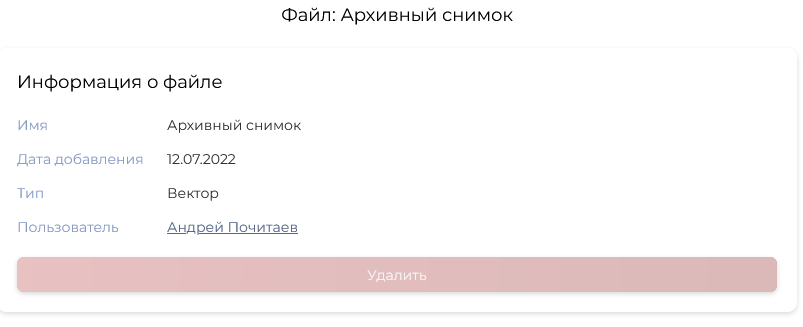 Файл: Архивный снимок
Информация о файле
Имя Архивный снимок
Дата добавления 12.07.2022
Тип Вектор
Пользователь Андрей Почитаев
Удалить